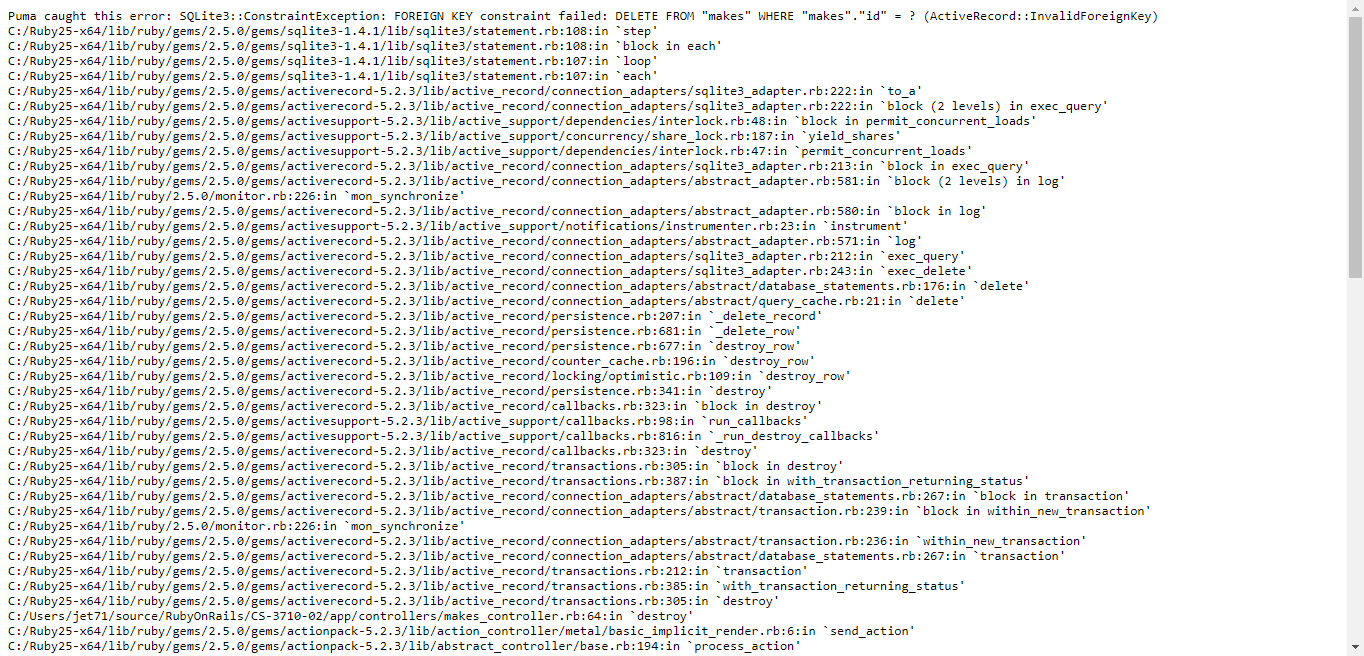 Puma caught this error: SQLite3::ConstraintException: FOREIGN KEY constraint failed: DELETE FROM "makes" WHERE "makes"."id" = ? (ActiveRecord::InvalidForeignKey)
C:/Ruby25-x64/lib/ruby/gems/2.5.0/gems/sqlite3-1.4.1/lib/sqlite3/statement.rb:108:in `step'
C:/Ruby25-x64/lib/ruby/gems/2.5.0/gems/sqlite3-1.4.1/lib/sqlite3/statement.rb:108:in `block in each'
C:/Ruby25-x64/lib/ruby/gems/2.5.0/gems/sqlite3-1.4.1/lib/sqlite3/statement.rb:107:in `loop'
C:/Ruby25-x64/lib/ruby/gems/2.5.0/gems/sqlite3-1.4.1/lib/sqlite3/statement.rb:107:in `each'
C:/Ruby25-x64/lib/ruby/gems/2.5.0/gems/activerecord-5.2.3/lib/active_record/connection_adapters/sqlite3_adapter.rb:222:in `to_a'
C:/Ruby25-x64/lib/ruby/gems/2.5.0/gems/activerecord-5.2.3/lib/active_record/connection_adapters/sqlite3_adapter.rb:222:in `block (2 levels) in exec_query'
C:/Ruby25-x64/lib/ruby/gems/2.5.0/gems/activesupport-5.2.3/lib/active_support/dependencies/interlock.rb:48:in `block in permit_concurrent_loads'
C:/Ruby25-x64/lib/ruby/gems/2.5.0/gems/activesupport-5.2.3/lib/active_support/concurrency/share_lock.rb:187:in `yield_shares'
C:/Ruby25-x64/lib/ruby/gems/2.5.0/gems/activesupport-5.2.3/lib/active_support/dependencies/interlock.rb:47:in `permit_concurrent_loads'
C:/Ruby25-x64/lib/ruby/gems/2.5.0/gems/activerecord-5.2.3/lib/active_record/connection_adapters/sqlite3_adapter.rb:213:in `block in exec_query'
C:/Ruby25-x64/lib/ruby/gems/2.5.0/gems/activerecord-5.2.3/lib/active_record/connection_adapters/abstract_adapter.rb:581:in `block (2 levels) in log'
C:/Ruby25-x64/lib/ruby/2.5.0/monitor.rb:226:in `mon_synchronize'
C:/Ruby25-x64/lib/ruby/gems/2.5.0/gems/activerecord-5.2.3/lib/active_record/connection_adapters/abstract_adapter.rb:580:in `block in log'
C:/Ruby25-x64/lib/ruby/gems/2.5.0/gems/activesupport-5.2.3/lib/active_support/notifications/instrumenter.rb:23:in `instrument'
C:/Ruby25-x64/lib/ruby/gems/2.5.0/gems/activerecord-5.2.3/lib/active_record/connection_adapters/abstract_adapter.rb:571:in `log'
C:/Ruby25-x64/lib/ruby/gems/2.5.0/gems/activerecord-5.2.3/lib/active_record/connection_adapters/sqlite3_adapter.rb:212:in `exec_query'
C:/Ruby25-x64/lib/ruby/gems/2.5.0/gems/activerecord-5.2.3/lib/active_record/connection_adapters/sqlite3_adapter.rb:243:in `exec_delete'
C:/Ruby25-x64/lib/ruby/gems/2.5.0/gems/activerecord-5.2.3/lib/active_record/connection_adapters/abstract/database_statements.rb:176:in `delete'
C:/Ruby25-x64/lib/ruby/gems/2.5.0/gems/activerecord-5.2.3/lib/active_record/connection_adapters/abstract/query_cache.rb:21:in `delete'
C:/Ruby25-x64/lib/ruby/gems/2.5.0/gems/activerecord-5.2.3/lib/active_record/persistence.rb:207:in `_delete_record'
C:/Ruby25-x64/lib/ruby/gems/2.5.0/gems/activerecord-5.2.3/lib/active_record/persistence.rb:681:in `_delete_row'
C:/Ruby25-x64/lib/ruby/gems/2.5.0/gems/activerecord-5.2.3/lib/active_record/persistence.rb:677:in `destroy_row'
C:/Ruby25-x64/lib/ruby/gems/2.5.0/gems/activerecord-5.2.3/lib/active_record/counter_cache.rb:196:in `destroy_row'
C:/Ruby25-x64/lib/ruby/gems/2.5.0/gems/activerecord-5.2.3/lib/active_record/locking/optimistic.rb:109:in `destroy_row'
C:/Ruby25-x64/lib/ruby/gems/2.5.0/gems/activerecord-5.2.3/lib/active_record/persistence.rb:341:in `destroy'
C:/Ruby25-x64/lib/ruby/gems/2.5.0/gems/activerecord-5.2.3/lib/active_record/callbacks.rb:323:in `block in destroy'
C:/Ruby25-x64/lib/ruby/gems/2.5.0/gems/activesupport-5.2.3/lib/active_support/callbacks.rb:98:in `run_callbacks'
C:/Ruby25-x64/lib/ruby/gems/2.5.0/gems/activesupport-5.2.3/lib/active_support/callbacks.rb:816:in `_run_destroy_callbacks'
C:/Ruby25-x64/lib/ruby/gems/2.5.0/gems/activerecord-5.2.3/lib/active_record/callbacks.rb:323:in `destroy'
C:/Ruby25-x64/lib/ruby/gems/2.5.0/gems/activerecord-5.2.3/lib/active_record/transactions.rb:305:in `block in destroy'
C:/Ruby25-x64/lib/ruby/gems/2.5.0/gems/activerecord-5.2.3/lib/active_record/transactions.rb:387:in `block in with_transaction_returning_status'
C:/Ruby25-x64/lib/ruby/gems/2.5.0/gems/activerecord-5.2.3/lib/active_record/connection_adapters/abstract/database_statements.rb:267:in `block in transaction'
C:/Ruby25-x64/lib/ruby/gems/2.5.0/gems/activerecord-5.2.3/lib/active_record/connection_adapters/abstract/transaction.rb:239:in `block in within_new_transaction'
C:/Ruby25-x64/lib/ruby/2.5.0/monitor.rb:226:in `mon_synchronize'
C:/Ruby25-x64/lib/ruby/gems/2.5.0/gems/activerecord-5.2.3/lib/active_record/connection_adapters/abstract/transaction.rb:236:in `within_new_transaction'
C:/Ruby25-x64/lib/ruby/gems/2.5.0/gems/activerecord-5.2.3/lib/active_record/connection_adapters/abstract/database_statements.rb:267:in `transaction'
C:/Ruby25-x64/lib/ruby/gems/2.5.0/gems/activerecord-5.2.3/lib/active_record/transactions.rb:212:in `transaction'
C:/Ruby25-x64/lib/ruby/gems/2.5.0/gems/activerecord-5.2.3/lib/active_record/transactions.rb:385:in `with_transaction_returning_status'
C:/Ruby25-x64/lib/ruby/gems/2.5.0/gems/activerecord-5.2.3/lib/active_record/transactions.rb:305:in `destroy'
C:/Users/jet71/source/RubyOnRails/CS-3710-02/app/controllers/makes_controller.rb:64:in `destroy'
C:/Ruby25-x64/lib/ruby/gems/2.5.0/gems/actionpack-5.2.3/lib/action_controller/metal/basic_implicit_render.rb:6:in `send_action'
C:/Ruby25-x64/lib/ruby/gems/2.5.0/gems/actionpack-5.2.3/lib/abstract_controller/base.rb:194:in `process_action'